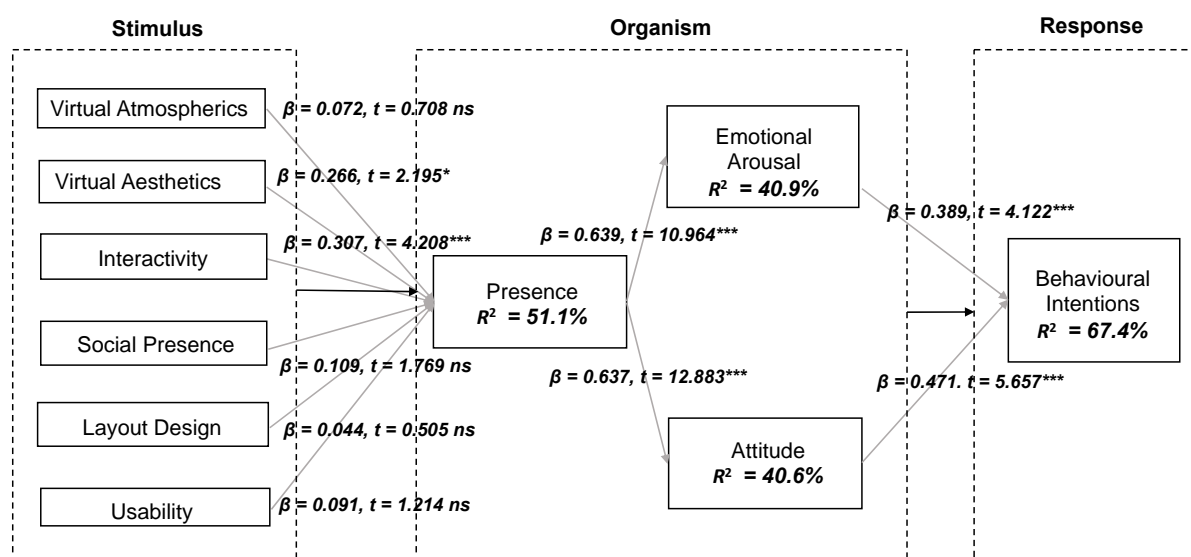 Stimulus
Organism
Response
Virtual Atmospherics
β = 0.072, t = 0.708 ns
Virtual Aesthetics
β = 0.266, t = 2.195*
Interactivity
β = 0.307, t = 4.208***
Social Presence
β = 0.109, t = 1.769 ns
Layout Design
β = 0.044, t = 0.505 ns
Usability
β = 0.091, t = 1.214 ns
Presence
R² = 51.1%
β = 0.639, t = 10.964***
β = 0.637, t = 12.883***
Emotional
Arousal
R² = 40.9%
Attitude
R² = 40.6%
β = 0.389, t = 4.122***
β = 0.471. t = 5.657***
Behavioural
Intentions
R² = 67.4%